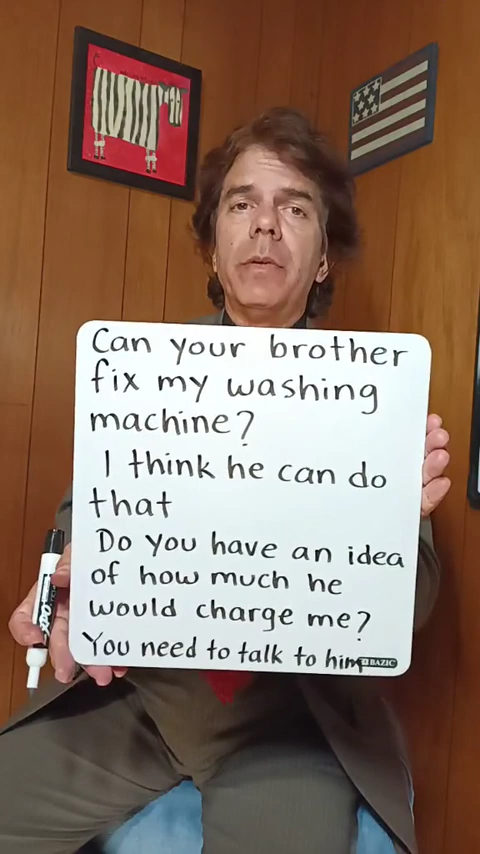 Can your brother
fix my washing
machine?
I think he can do
that
Do you have an idea
of how much he
would charge me?
You need to talk to him
BAZIC